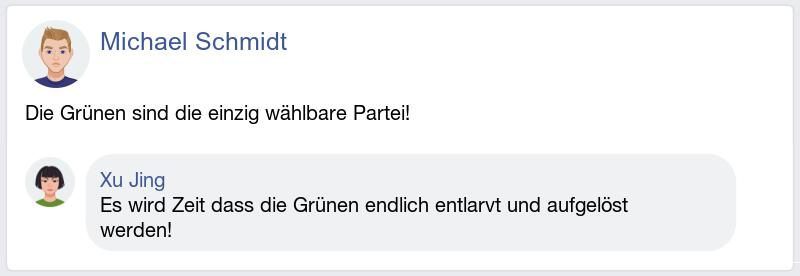 Michael Schmidt
Die Grünen sind die einzig wählbare Partei!
Xu Jing
Es wird Zeit dass die Grünen endlich entlarvt und aufgelöst
werden!